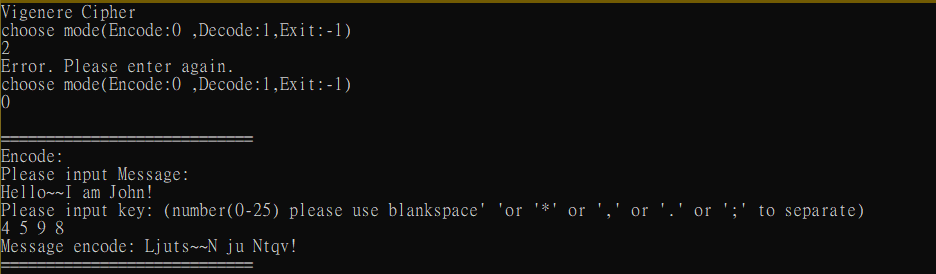 Vigenere Cipher
choose mode(Encode:0 ,Decode:1,Exit:-1)
2
Error. Please enter again.
choose mode(Encode:0 ,Decode:1,Exit:-1)
0
============================
Encode:
Please input Message:
Hello~~I am John!
Please input key: (number(0-25) please use blankspace' 'or '*' or ',' or '.' or ';' to separate)
4 5 9 8
Message encode: Ljuts~~N ju Ntqv!
============================